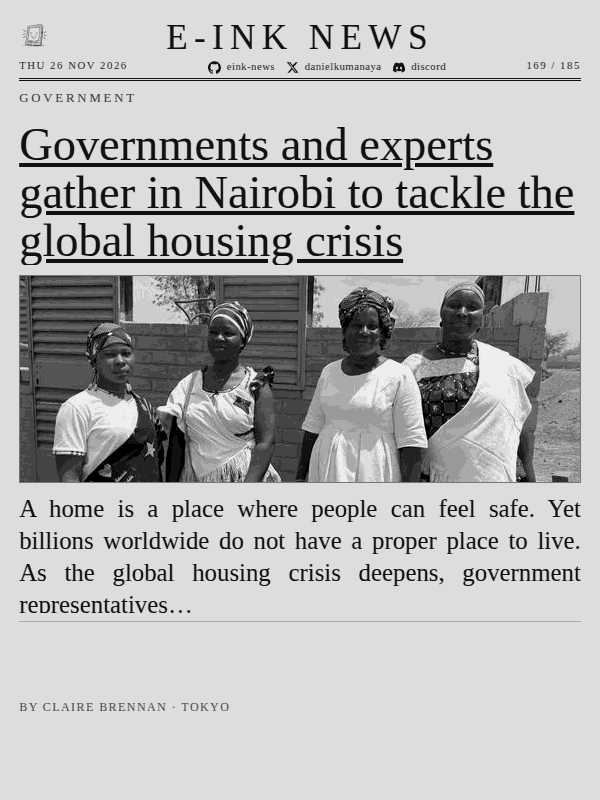 E-INK NEWS
THU 26 NOV 2026
eink-news danielkumanaya discord
169 / 185
GOVERNMENT
Governments and experts
gather in Nairobi to tackle the
global housing crisis
A home is a place where people can feel safe. Yet
billions worldwide do not have a proper place to live.
As the global housing crisis deepens, government
representatives…
BY CLAIRE BRENNAN · TOKYO